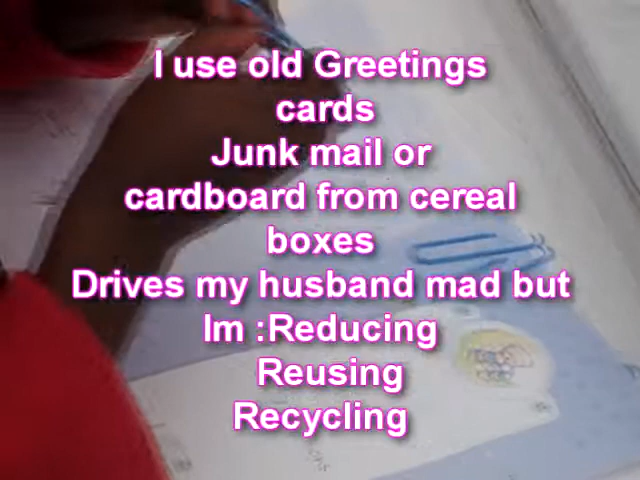 I use old Greetings
cards
Junk mail or
cardboard from cereal
boxes
Drives my husband mad but
Im :Reducing
Reusing
Recycling